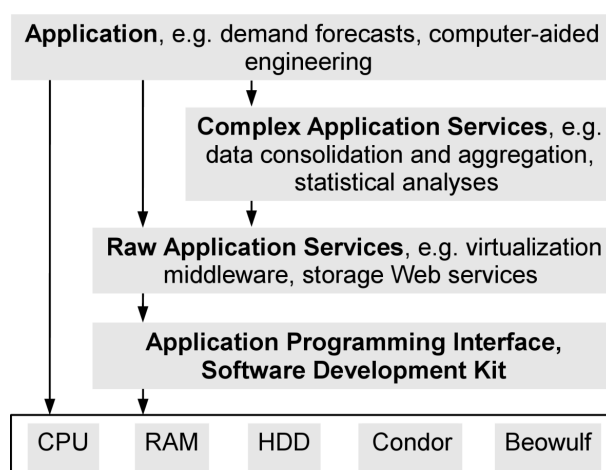 Application, e.g. demand forecasts, computer-aided
engineering
Complex Application Services, e.g.
data consolidation and aggregation,
statistical analyses
Raw Application Services, e.g. virtualization
middleware, storage Web services
Application Programming Interface,
Software Development Kit
CPU RAM HDD Condor Beowulf